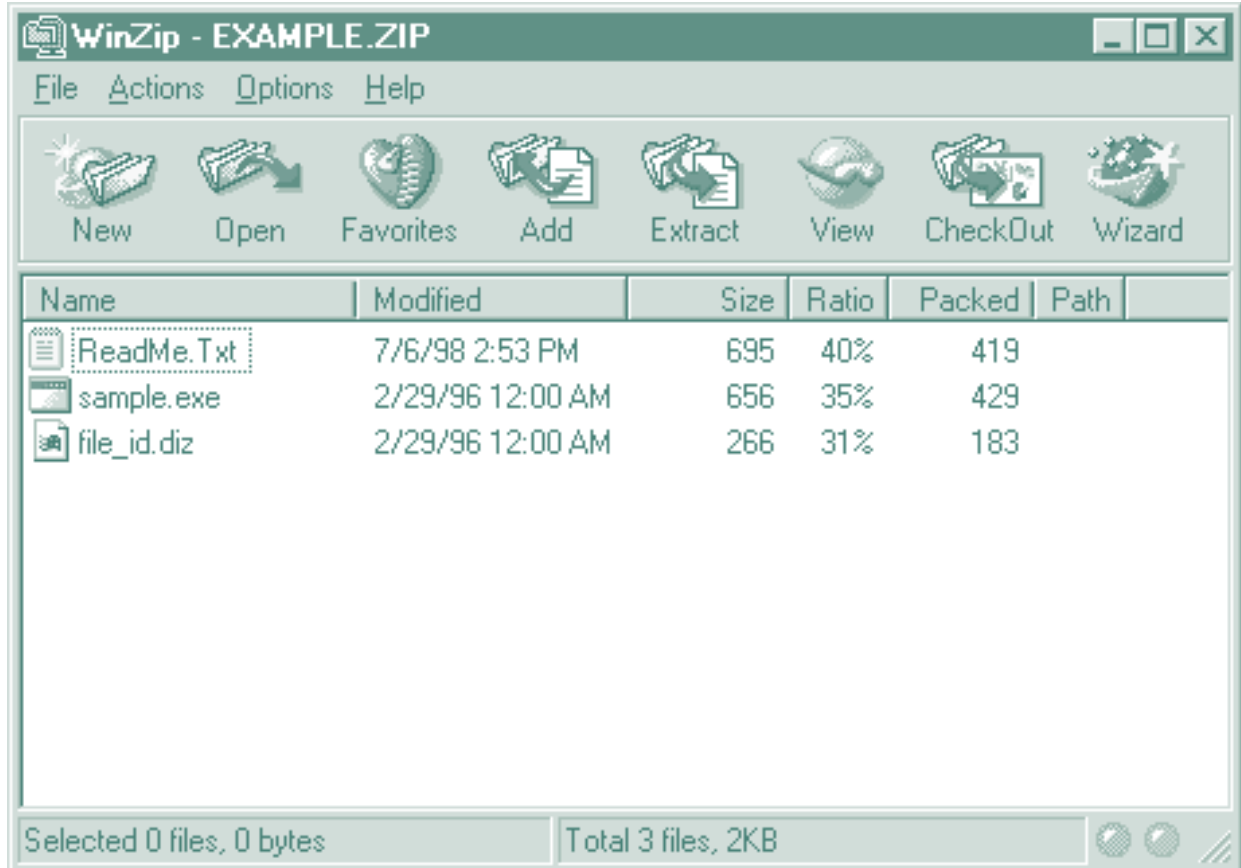 WinZip - EXAMPLE.ZIP
File Actions Options Help
New Open Favorites Add Extract View CheckOut Wizard
Name Modified Size Ratio Packed Path
ReadMe.Txt 7/6/98 2:53 PM 695 40% 419
sample.exe 2/29/96 12:00 AM 656 35% 429
file_id.diz 2/29/96 12:00 AM 266 31% 183
Selected 0 files, 0 bytes Total 3 files, 2KB